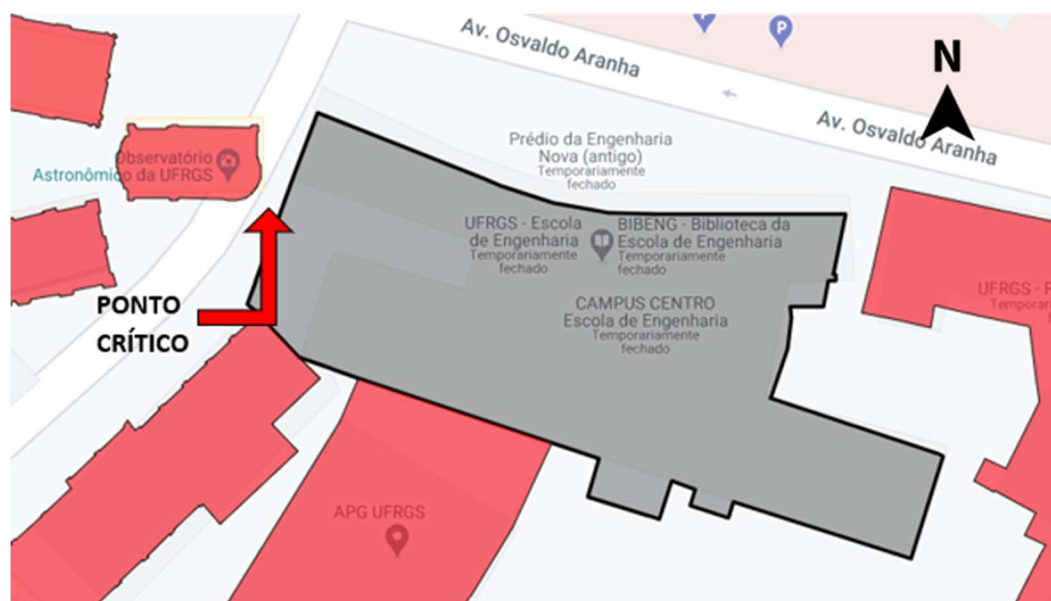 P
P
Av. Osvaldo Aranha
N
Av. Osvaldo Aranha
Prédio da Engenharia
Nova (antigo)
Temporariamente
fechado
Observatório
Astronômico da UFRGS
UFRGS - Escola
de Engenharia
Temporariamente
fechado
BIBENG - Biblioteca da
Escola de Engenharia
Temporariamente
fechado
CAMPUS CENTRO
Escola de Engenharia
Temporariamente
fechado
PONTO
CRÍTICO
UFRGS -
APG UFRGS